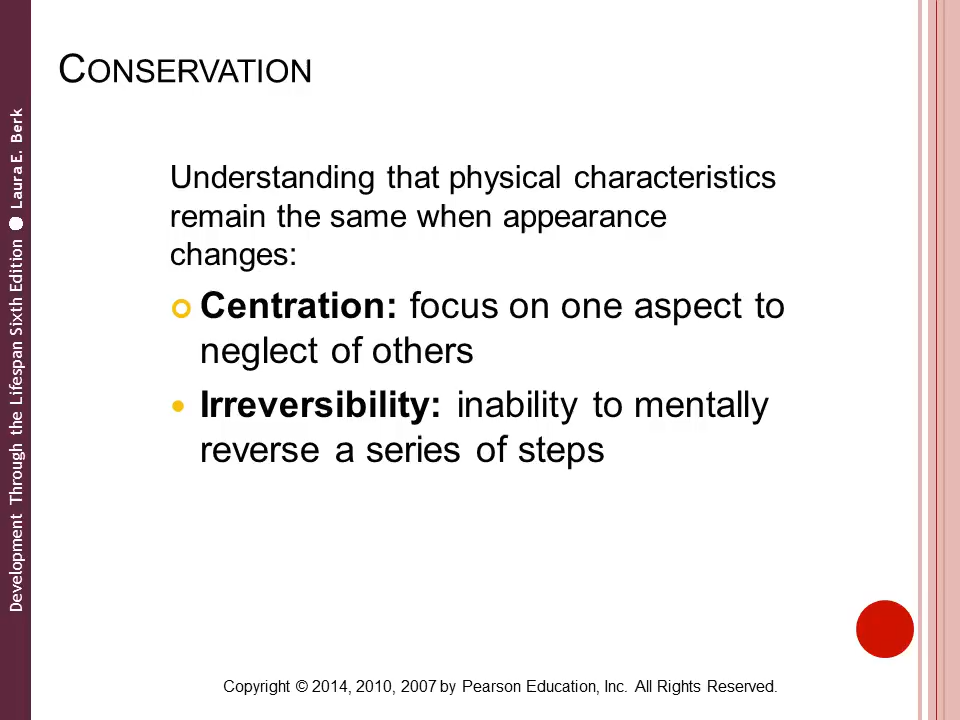 CONSERVATION
Understanding that physical characteristics
remain the same when appearance
changes:
Centration: focus on one aspect to
neglect of others
Irreversibility: inability to mentally
reverse a series of steps
Development Through the Lifespan Sixth Edition ● Laura E. Berk
Copyright © 2014, 2010, 2007 by Pearson Education, Inc. All Rights Reserved.